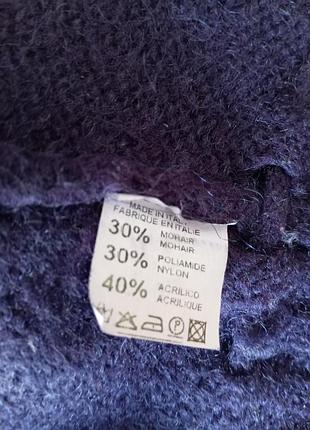 MADE IN ITALY
FABRIQUE EN ITALIE
30% MOHAIR
MOHAIR
30% POLIAMIDE
NYLON
40% ACRILICO
ACRILIQUE
P